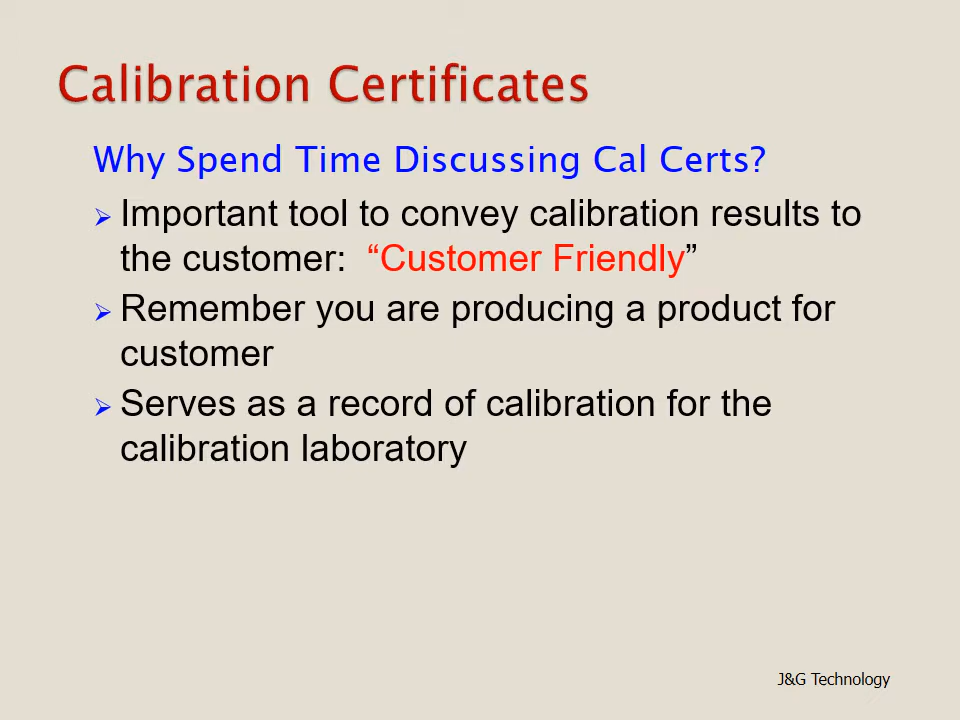 Calibration Certificates
Why Spend Time Discussing Cal Certs?
➢ Important tool to convey calibration results to
the customer:  “Customer Friendly”
➢ Remember you are producing a product for
customer
➢ Serves as a record of calibration for the
calibration laboratory
J&G Technology